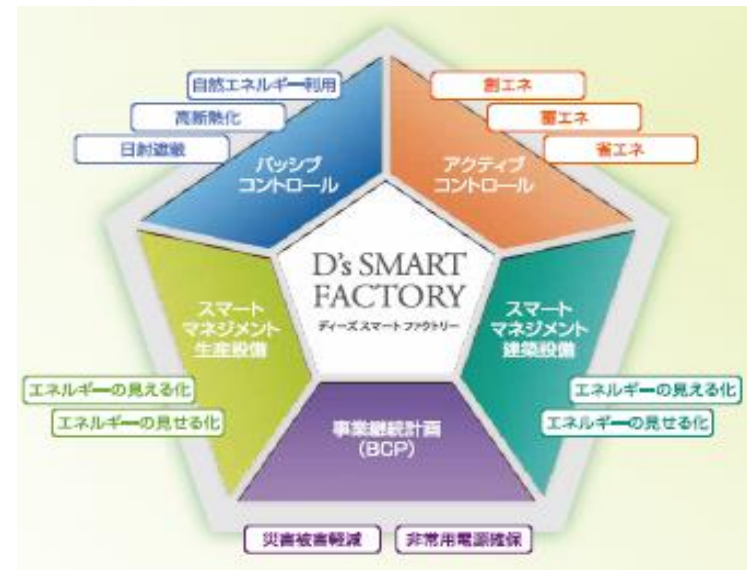 自然エネルギー利用
高断熱化
日射遮蔽
創エネ
蓄エネ
省エネ
パッシブ
コントロール
アクティブ
コントロール
D's SMART
FACTORY
ディーズ スマート ファクトリー
スマート
マネジメント
生産設備
スマート
マネジメント
建築設備
エネルギーの見える化
エネルギーの見せる化
エネルギーの見える化
エネルギーの見せる化
事業継続計画
(BCP)
災害被害軽減
非常用電源確保